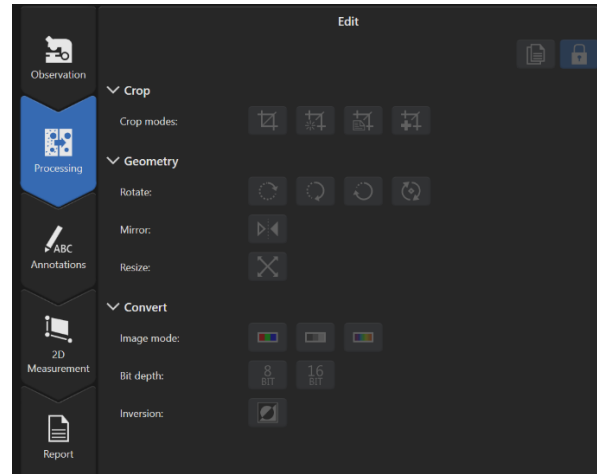 Edit
Observation
Crop
Crop modes:
Processing
Geometry
Rotate:
Mirror:
ABC
Annotations
Resize:
Convert
Image mode:
2D
Measurement
Bit depth:
8
BIT
16
BIT
Inversion:
Report